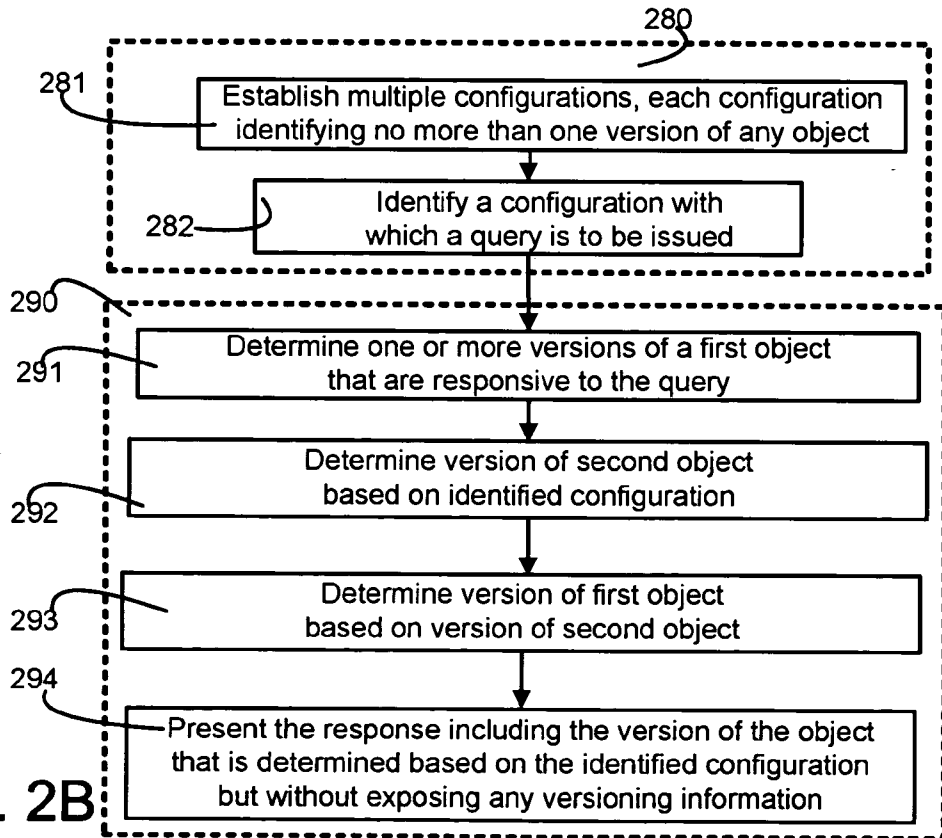 280
281
Establish multiple configurations, each configuration
identifying no more than one version of any object
282
Identify a configuration with
which a query is to be issued
290
291
Determine one or more versions of a first object
that are responsive to the query
292
Determine version of second object
based on identified configuration
293
Determine version of first object
based on version of second object
294
Present the response including the version of the object
that is determined based on the identified configuration
but without exposing any versioning information
. 2B